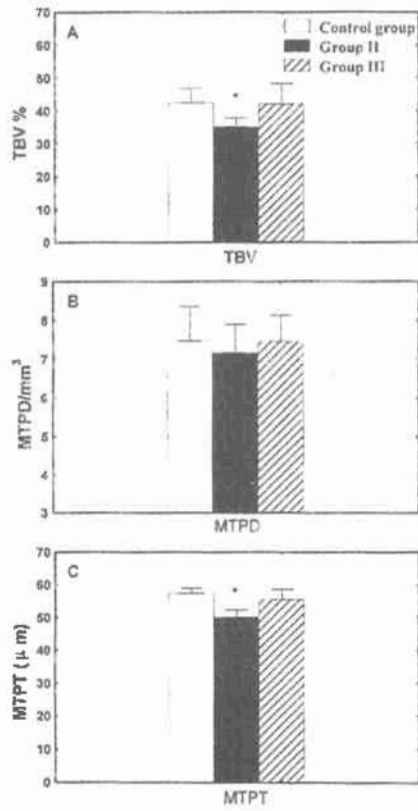 A
Control group
Group II
Group III
70
60
50
40
30
20
10
0
TBV %
*
TBV
B
9
8
7
6
5
4
3
MTPD/mm³
MTPD
C
70
60
50
40
30
20
10
0
MTPT (μ m)
*
MTPT